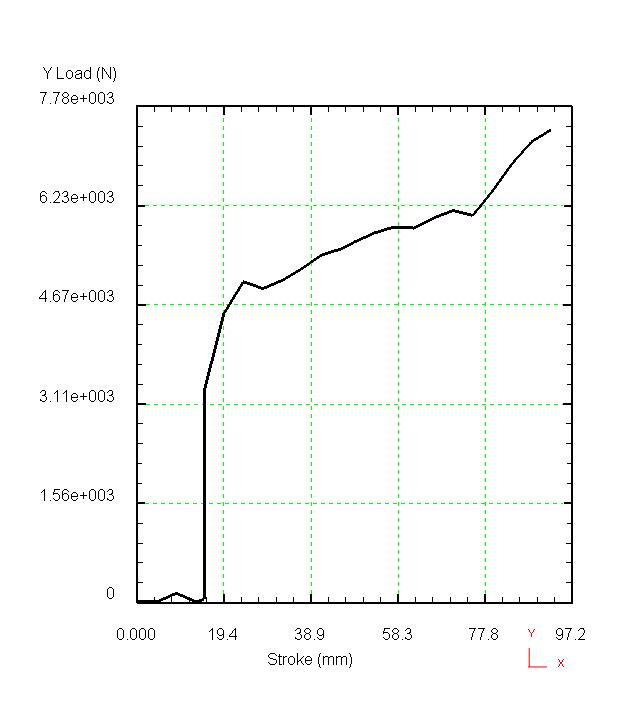 Y Load (N)
7.78e+003
6.23e+003
4.67e+003
3.11e+003
1.56e+003
0
0.000 19.4 38.9 58.3 77.8 97.2
Y
Stroke (mm)
X